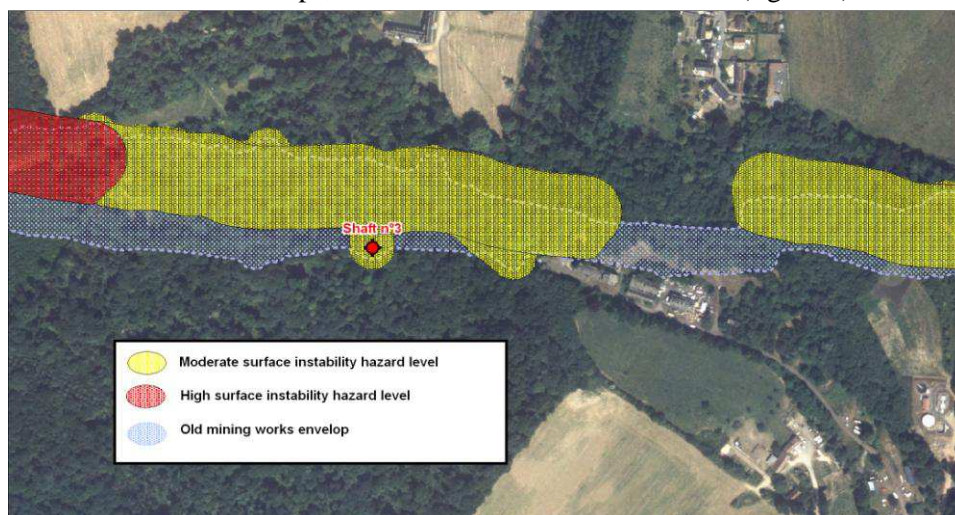 Shaft n°3
Moderate surface instability hazard level
High surface instability hazard level
Old mining works envelop